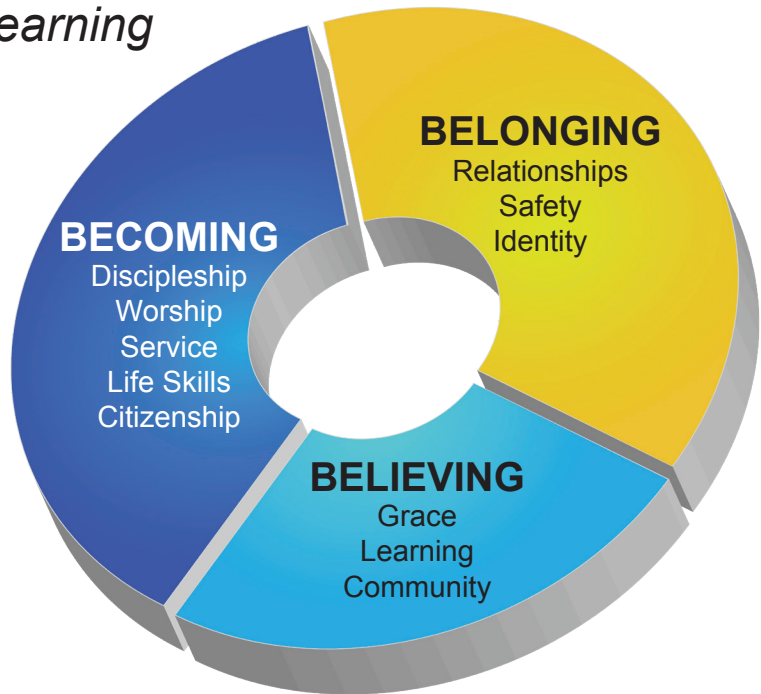 earning
BELONGING
Relationships
Safety
Identity
BECOMING
Discipleship
Worship
Service
Life Skills
Citizenship
BELIEVING
Grace
Learning
Community